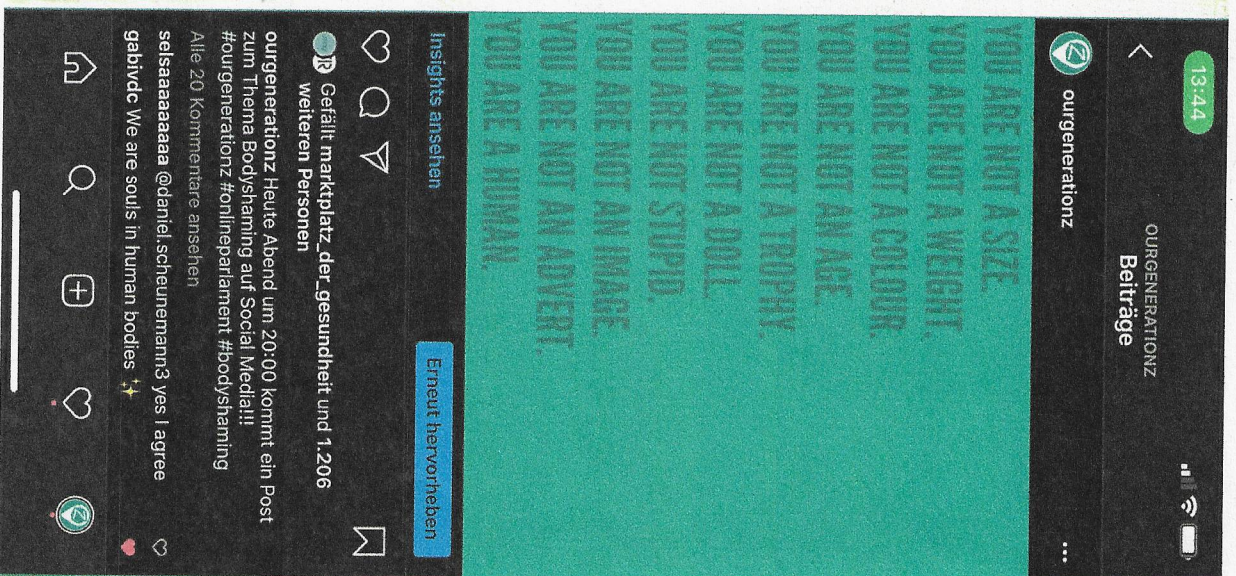 13:44
OURGENERATIONZ
Beiträge
ourgenerationz
YOU ARE NOT A SIZE.
YOU ARE NOT A WEIGHT.
YOU ARE NOT A COLOUR.
YOU ARE NOT AN AGE.
YOU ARE NOT A TROPHY.
YOU ARE NOT A DOLL.
YOU ARE NOT STUPID.
YOU ARE NOT AN IMAGE.
YOU ARE NOT AN ADVERT.
YOU ARE A HUMAN.
Insights ansehen
Erneut hervorheben
Gefällt marktplatz_der_gesundheit und 1.206
weiteren Personen
ourgenerationz Heute Abend um 20:00 kommt ein Post
zum Thema Bodyshaming auf Social Media!!!
#ourgenerationz #onlineparlament #bodyshaming
Alle 20 Kommentare ansehen
selsaaaaaaaaaa @daniel.scheunemann3 yes I agree
gabivdc We are souls in human bodies ✨